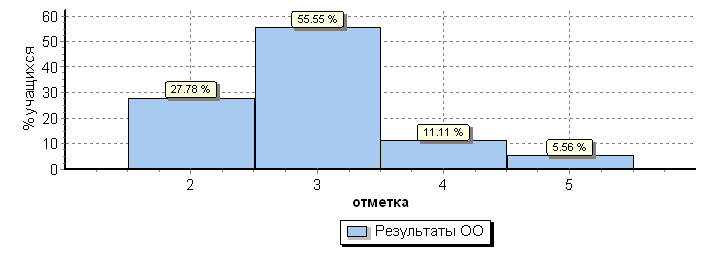 60
50
40
30
20
10
0
% учащихся
27.78 %
55.55 %
11.11 %
5.56 %
2 3 4 5
отметка
Результаты ОО